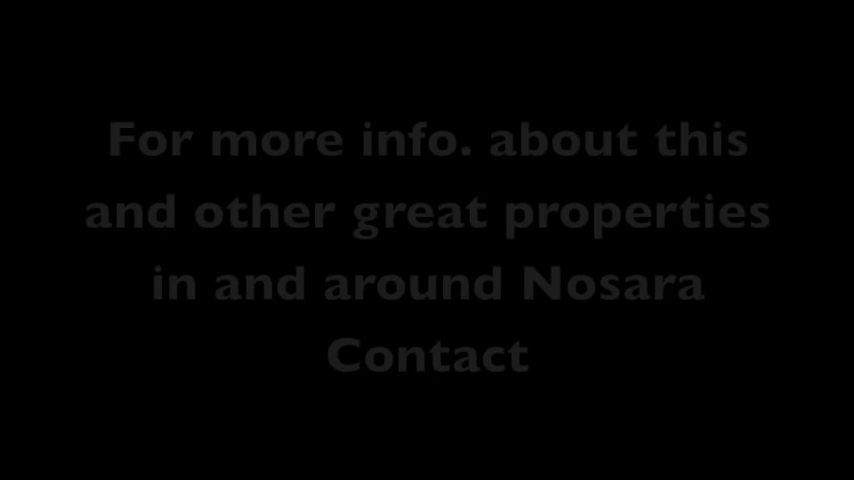 For more info. about this
and other great properties
in and around Nosara
Contact